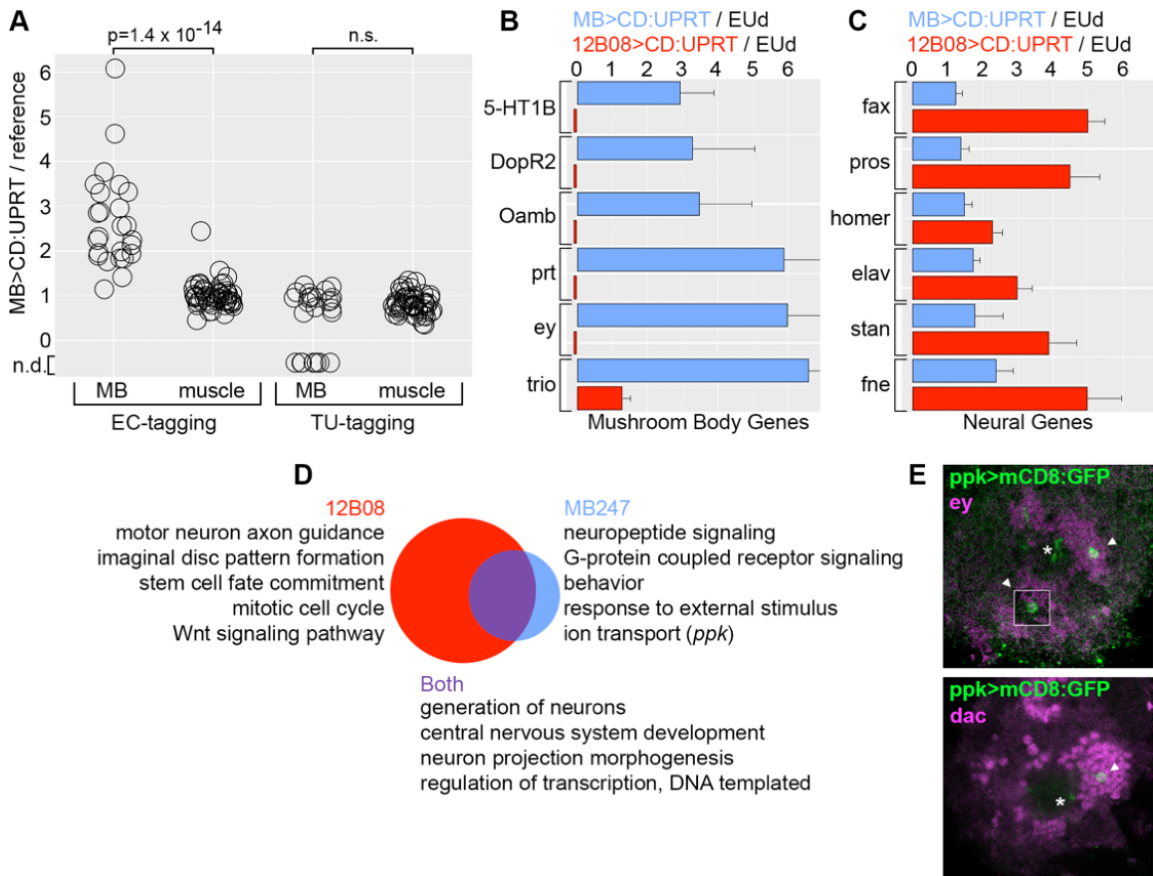 A
p=1.4 x 10-14
n.s.
MB>CD:UPRT / reference
6
5
4
3
2
1
0
n.d.
MB
muscle
MB
muscle
EC-tagging
TU-tagging
B
MB>CD:UPRT / EUd
12B08>CD:UPRT / EUd
0 1 2 3 4 5 6
5-HT1B
DopR2
Oamb
prt
ey
trio
Mushroom Body Genes
C
MB>CD:UPRT / EUd
12B08>CD:UPRT / EUd
0 1 2 3 4 5 6
fax
pros
homer
elav
stan
fne
Neural Genes
D
12B08
motor neuron axon guidance
imaginal disc pattern formation
stem cell fate commitment
mitotic cell cycle
Wnt signaling pathway
MB247
neuropeptide signaling
G-protein coupled receptor signaling
behavior
response to external stimulus
ion transport (ppk)
Both
generation of neurons
central nervous system development
neuron projection morphogenesis
regulation of transcription, DNA templated
E
ppk>mCD8:GFP
ey
*
ppk>mCD8:GFP
dac
*